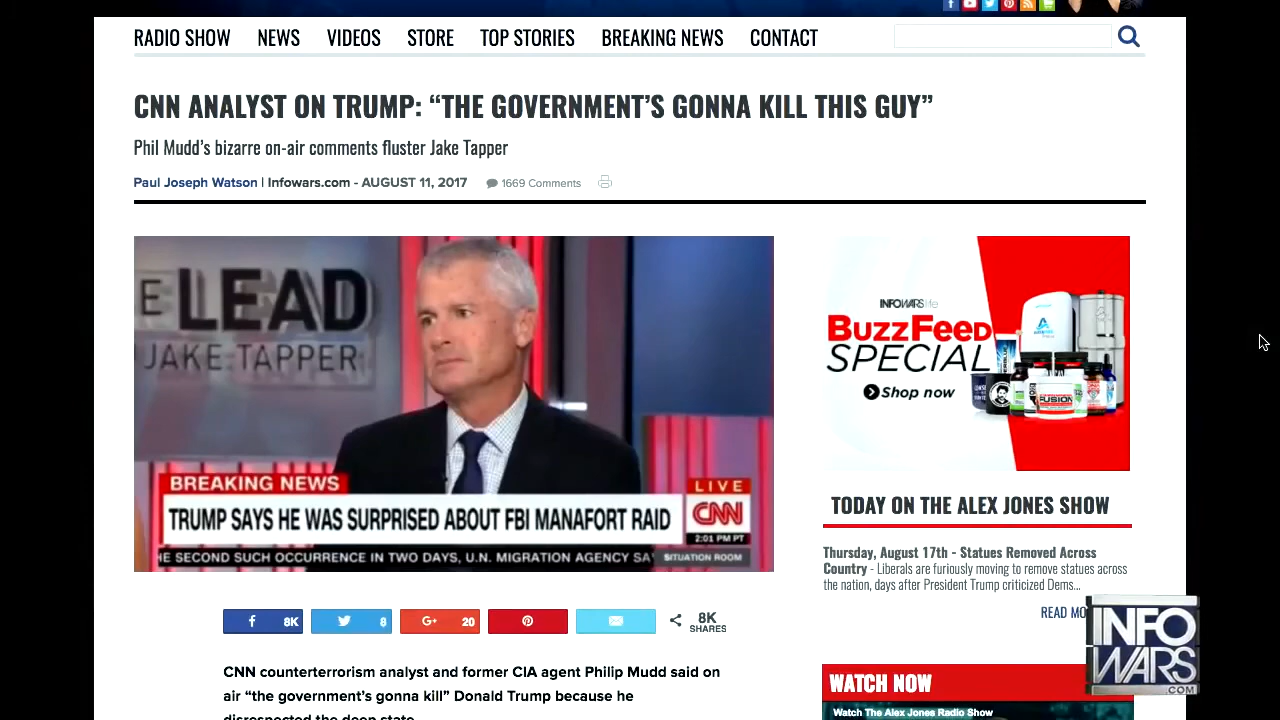 RADIO SHOW NEWS VIDEOS STORE TOP STORIES BREAKING NEWS CONTACT
CNN ANALYST ON TRUMP: “THE GOVERNMENT’S GONNA KILL THIS GUY”
Phil Mudd’s bizarre on-air comments fluster Jake Tapper
Paul Joseph Watson | Infowars.com - AUGUST 11, 2017 1669 Comments
E LEAD
JAKE TAPPER
BREAKING NEWS
LIVE
TRUMP SAYS HE WAS SURPRISED ABOUT FBI MANAFORT RAID
CNN
2:01 PM PT
HE SECOND SUCH OCCURRENCE IN TWO DAYS, U.N. MIGRATION AGENCY SA
SITUATION ROOM
INFOWARS life
BUZZFEED
SPECIAL
Shop now
FUSION
TODAY ON THE ALEX JONES SHOW
Thursday, August 17th - Statues Removed Across
Country - Liberals are furiously moving to remove statues across
the nation, days after President Trump criticized Dems...
READ MO
8K 8 20 8K
SHARES
INFO
WARS
.COM
CNN counterterrorism analyst and former CIA agent Philip Mudd said on
air “the government’s gonna kill” Donald Trump because he
disrespected the deep state
WATCH NOW
Watch The Alex Jones Radio Show